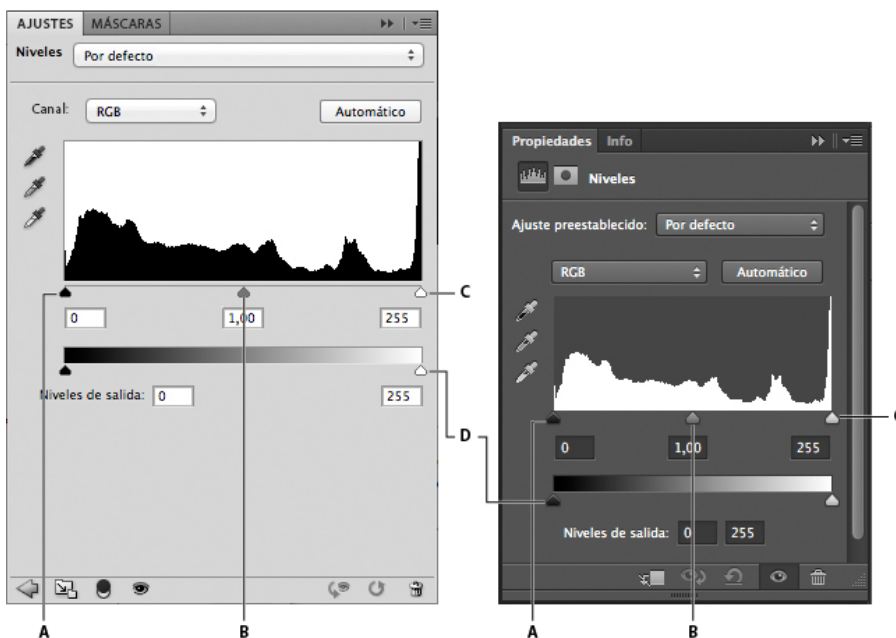 AJUSTES MÁSCARAS
Niveles Por defecto
Canal: RGB Automático
C
0 1,00 255
Niveles de salida: 0 255
D
A B
Propiedades Info
Niveles
Ajuste preestablecido: Por defecto
RGB Automático
0 1,00 255
Niveles de salida: 0 255
A B